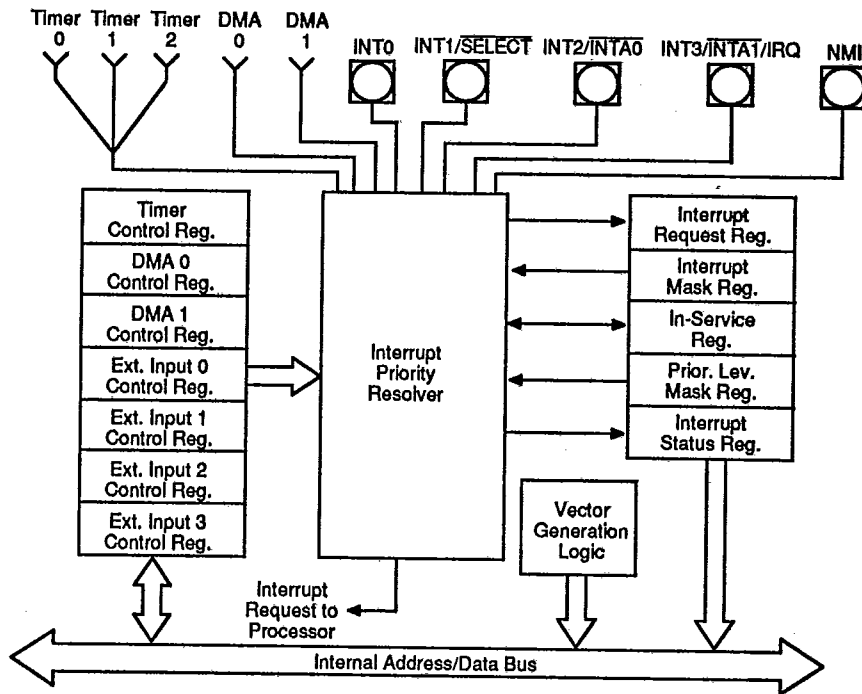 Timer 0
Timer 1
Timer 2
DMA 0
DMA 1
INT0
INT1/SELECT
INT2/INTA0
INT3/INTA1/IRQ
NMI
Timer
Control Reg.
DMA 0
Control Reg.
DMA 1
Control Reg.
Ext. Input 0
Control Reg.
Ext. Input 1
Control Reg.
Ext. Input 2
Control Reg.
Ext. Input 3
Control Reg.
Interrupt
Priority
Resolver
Interrupt
Request Reg.
Interrupt
Mask Reg.
In-Service
Reg.
Prior. Lev.
Mask Reg.
Interrupt
Status Reg.
Vector
Generation
Logic
Interrupt
Request to
Processor
Internal Address/Data Bus